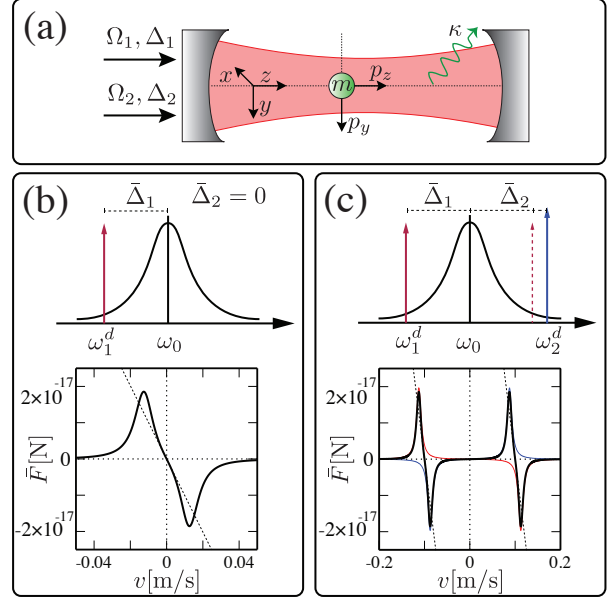 (a)
Ω₁, Δ₁
Ω₂, Δ₂
x z y
m p_z
p_y
κ
(b)
Δ̄₁ Δ̄₂ = 0
ω₁ᵈ ω₀
2×10⁻¹⁷
0
-2×10⁻¹⁷
F̄[N]
-0.04 0 0.04
v[m/s]
(c)
Δ̄₁ Δ̄₂
ω₁ᵈ ω₀ ω₂ᵈ
2×10⁻¹⁷
0
-2×10⁻¹⁷
F̄[N]
-0.2 0 0.2
v[m/s]